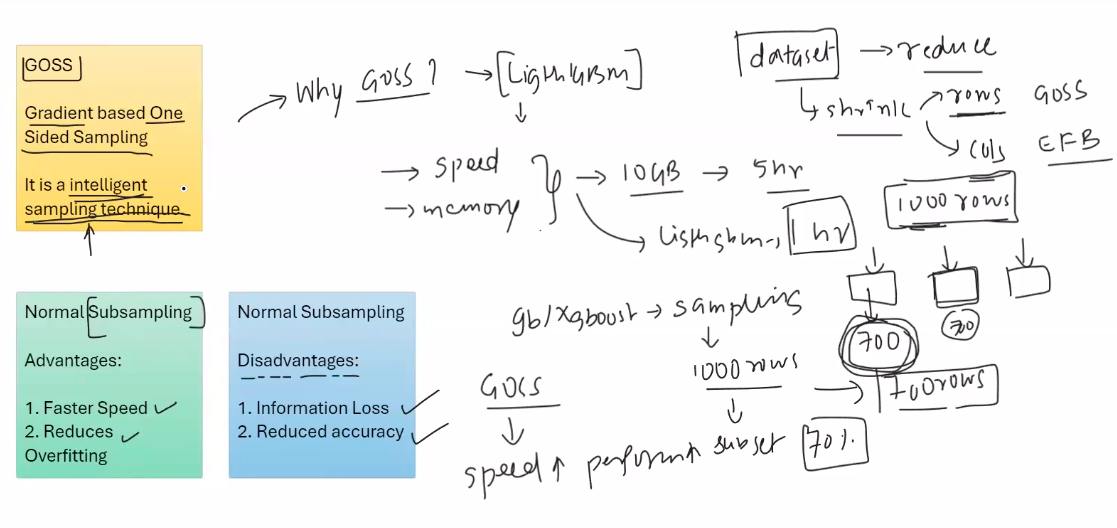 GOSS
Gradient based One
Sided Sampling
It is a intelligent
sampling technique
Why GOSS ? → [LigthGBM]
→ speed
→ memory
→ 10GB → 5hr
Ligthgbm → 1 hr
dataset → reduce
shrink
rows GOSS
cols EFB
1000 rows
700
700
gb/xgboost → sampling
1000 rows → 700 rows
subset 70%
Normal Subsampling
Advantages:
1. Faster Speed
2. Reduces
Overfitting
Normal Subsampling
Disadvantages:
1. Information Loss
2. Reduced accuracy
GOSS
speed ↑ perform ↑